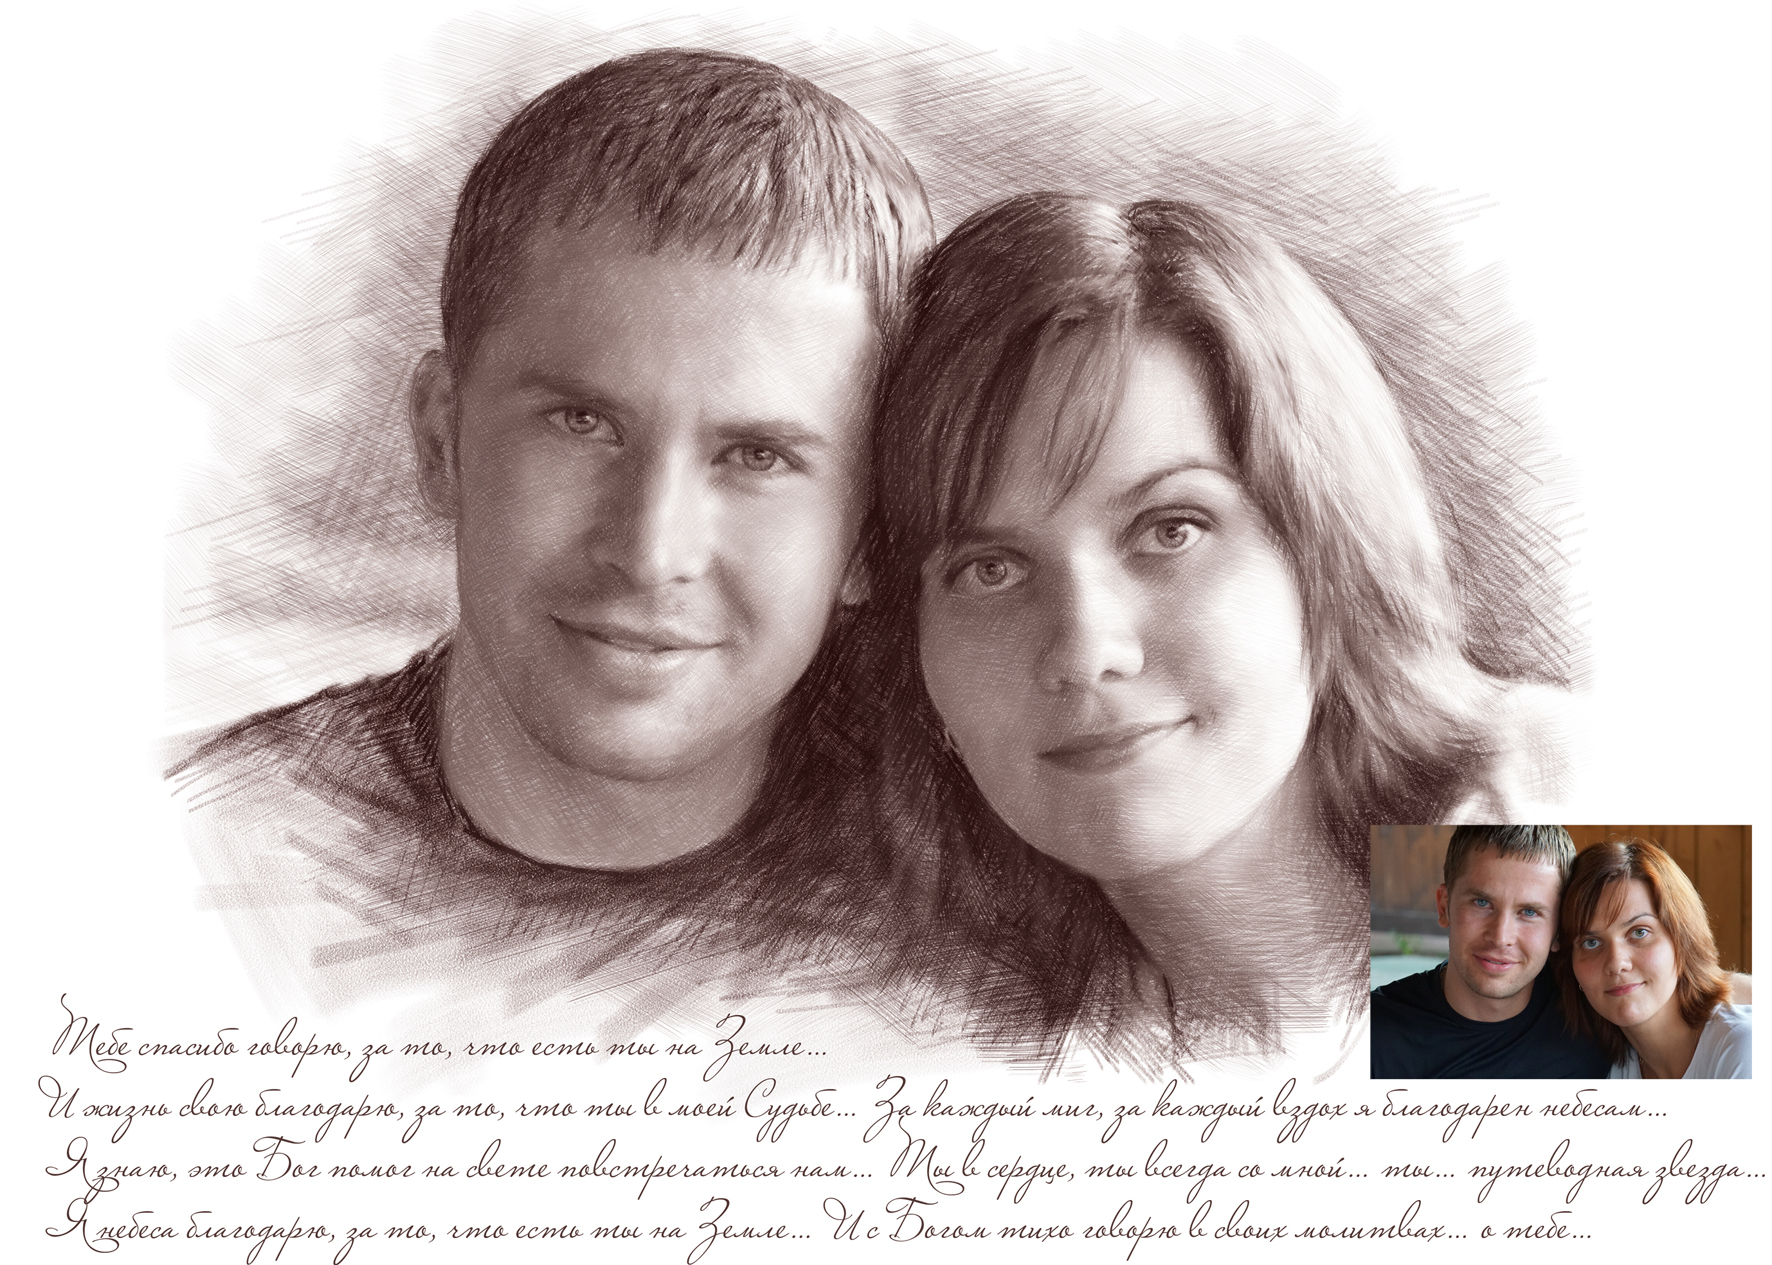 Тебе спасибо говорю, за то, что есть ты на Земле...
И жизнь свою благодарю, за то, что ты в моей Судьбе... За каждый миг, за каждый вздох я благодарен небесам...
Я знаю, это Бог помог на свете повстречаться нам... Ты в сердце, ты всегда со мной... ты... путеводная звезда...
Я небеса благодарю, за то, что есть ты на Земле... И с Богом тихо говорю в своих молитвах... о тебе...